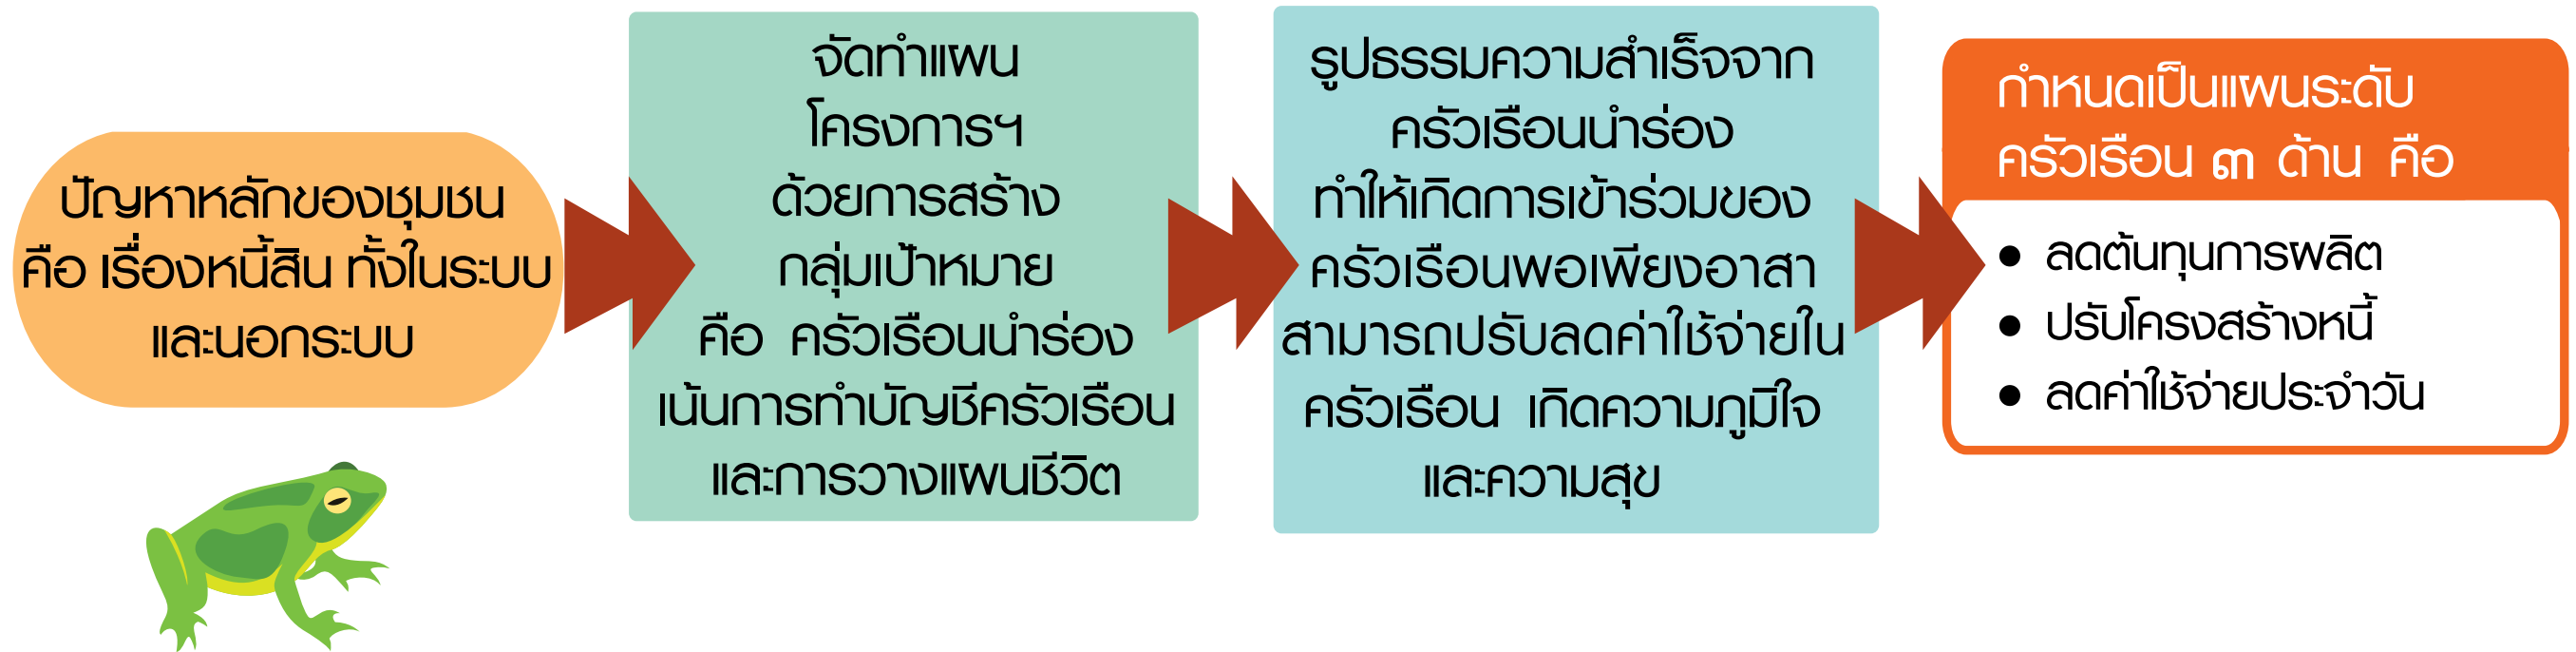 ปัญหาหลักของชุมชน
คือ เรื่องหนี้สิน ทั้งในระบบ
และนอกระบบ
จัดทำแผน
โครงการฯ
ด้วยการสร้าง
กลุ่มเป้าหมาย
คือ ครัวเรือนนำร่อง
เน้นการทำบัญชีครัวเรือน
และการวางแผนชีวิต
รูปธรรมความสำเร็จจาก
ครัวเรือนนำร่อง
ทำให้เกิดการเข้าร่วมของ
ครัวเรือนพอเพียงอาสา
สามารถปรับลดค่าใช้จ่ายใน
ครัวเรือน เกิดความภูมิใจ
และความสุข
กำหนดเป็นแผนระดับ
ครัวเรือน ๓ ด้าน คือ
● ลดต้นทุนการผลิต
● ปรับโครงสร้างหนี้
● ลดค่าใช้จ่ายประจำวัน